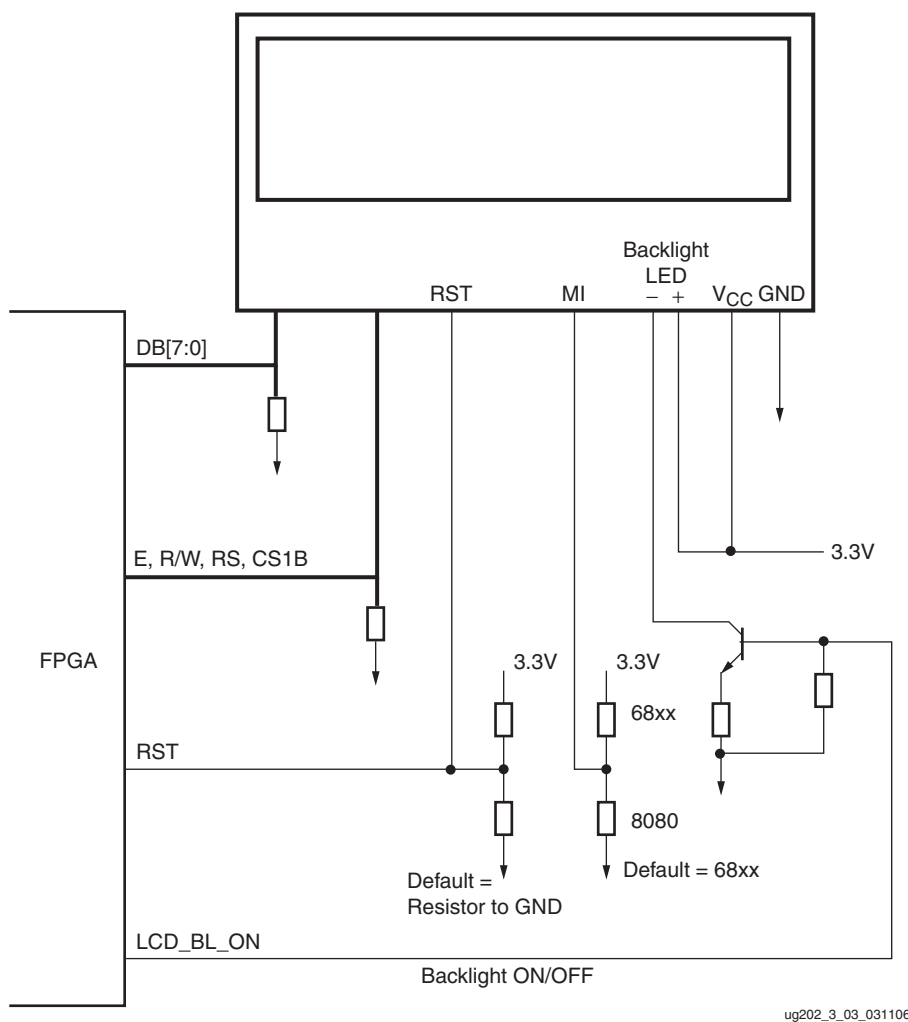 Backlight
LED
RST MI – + VCC GND
DB[7:0]
E, R/W, RS, CS1B
3.3V
FPGA
3.3V 3.3V
68xx
RST
8080
Default =
Resistor to GND
Default = 68xx
LCD_BL_ON
Backlight ON/OFF
ug202_3_03_031106